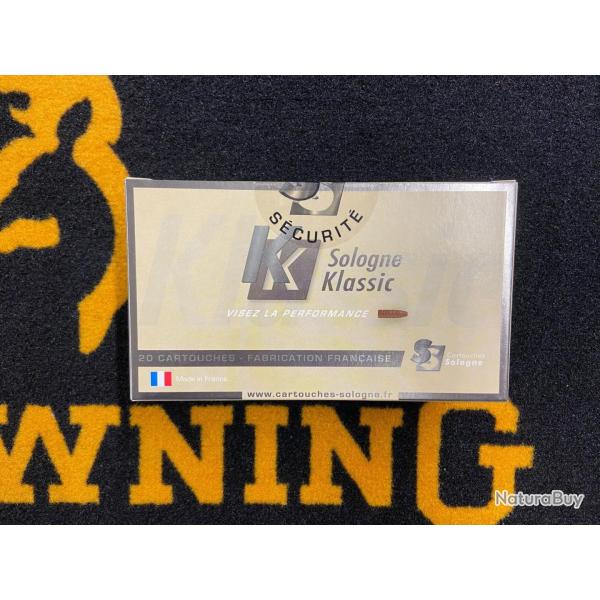 SÉCURITÉ
KK
Sologne
Klassic
VISEZ LA PERFORMANCE
20 CARTOUCHES - FABRICATION FRANÇAISE
Cartouches
Sologne
Made in France
www.cartouches-sologne.fr
WNING
NaturaBuy